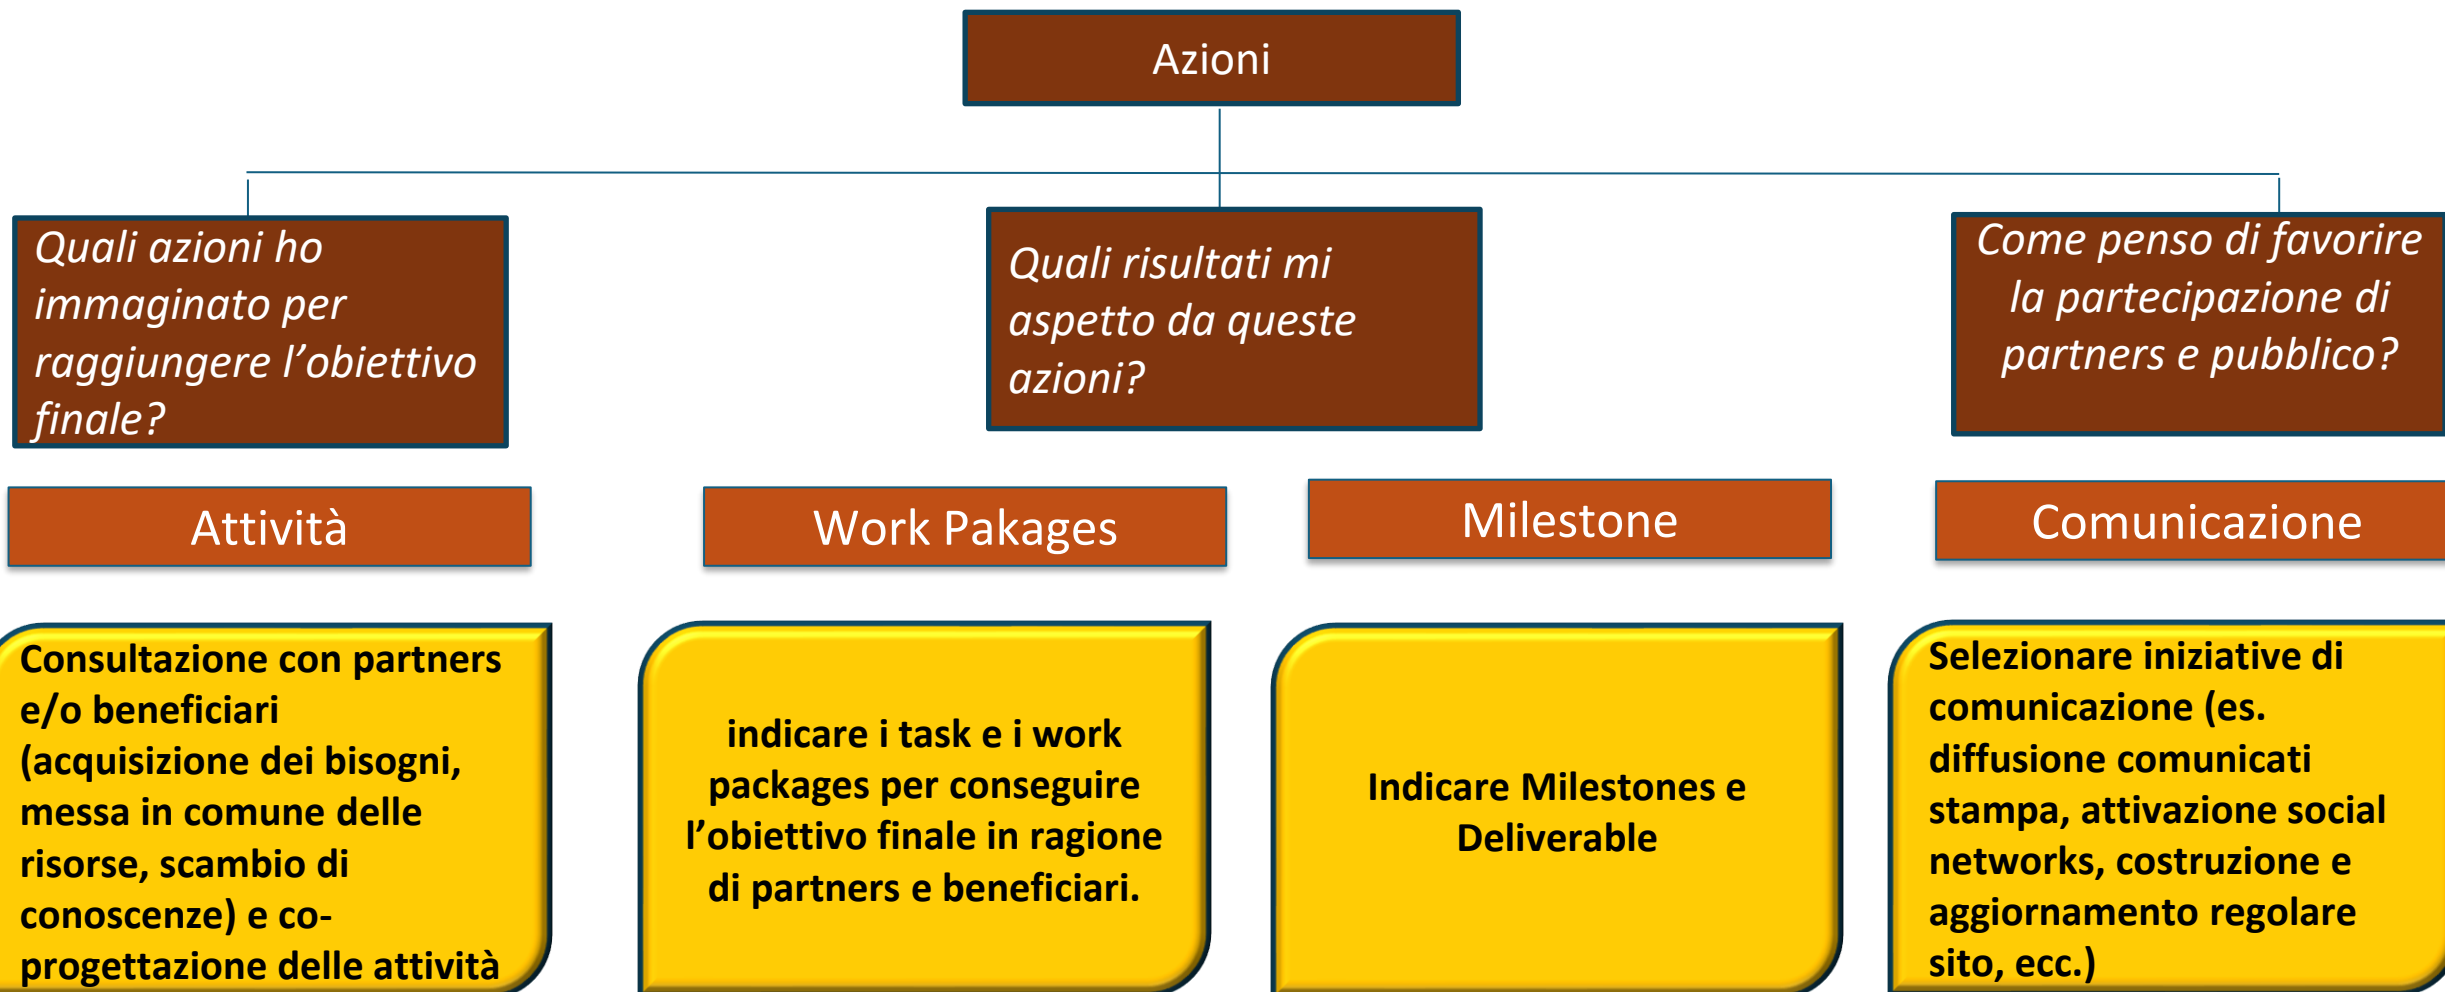 Azioni
Quali azioni ho
immaginato per
raggiungere l’obiettivo
finale?
Quali risultati mi
aspetto da queste
azioni?
Come penso di favorire
la partecipazione di
partners e pubblico?
Attività
Work Pakages
Milestone
Comunicazione
Consultazione con partners
e/o beneficiari
(acquisizione dei bisogni,
messa in comune delle
risorse, scambio di
conoscenze) e co-
progettazione delle attività
indicare i task e i work
packages per conseguire
l’obiettivo finale in ragione
di partners e beneficiari.
Indicare Milestones e
Deliverable
Selezionare iniziative di
comunicazione (es.
diffusione comunicati
stampa, attivazione social
networks, costruzione e
aggiornamento regolare
sito, ecc.)